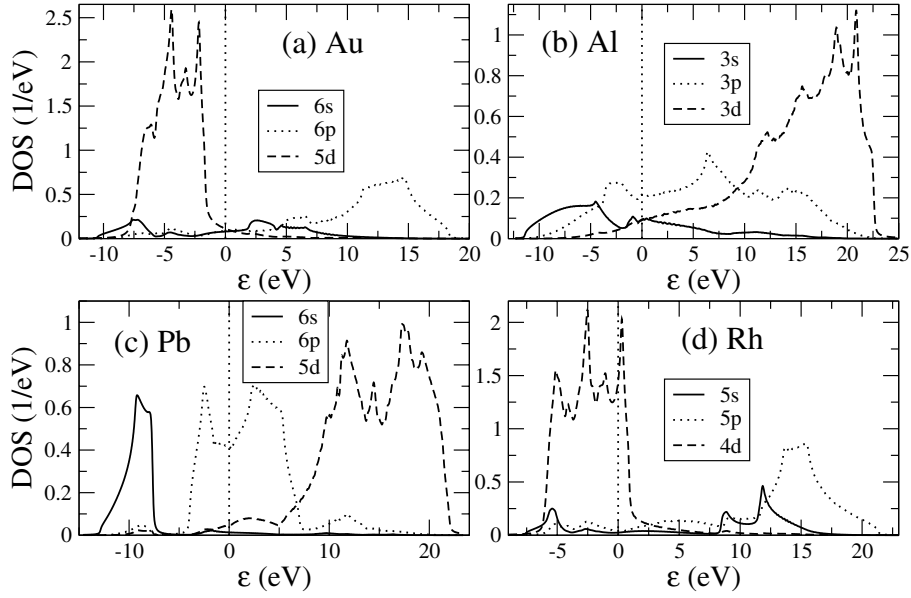 (a) Au
DOS (1/eV)
2.5
2
1.5
1
0.5
0
6s
6p
5d
-10 -5 0 5 10 15 20
ε (eV)
(b) Al
1
0.8
0.6
0.4
0.2
0
3s
3p
3d
-10 -5 0 5 10 15 20 25
ε (eV)
(c) Pb
DOS (1/eV)
1
0.8
0.6
0.4
0.2
0
6s
6p
5d
-10 0 10 20
ε (eV)
(d) Rh
2
1.5
1
0.5
0
5s
5p
4d
-5 0 5 10 15 20
ε (eV)